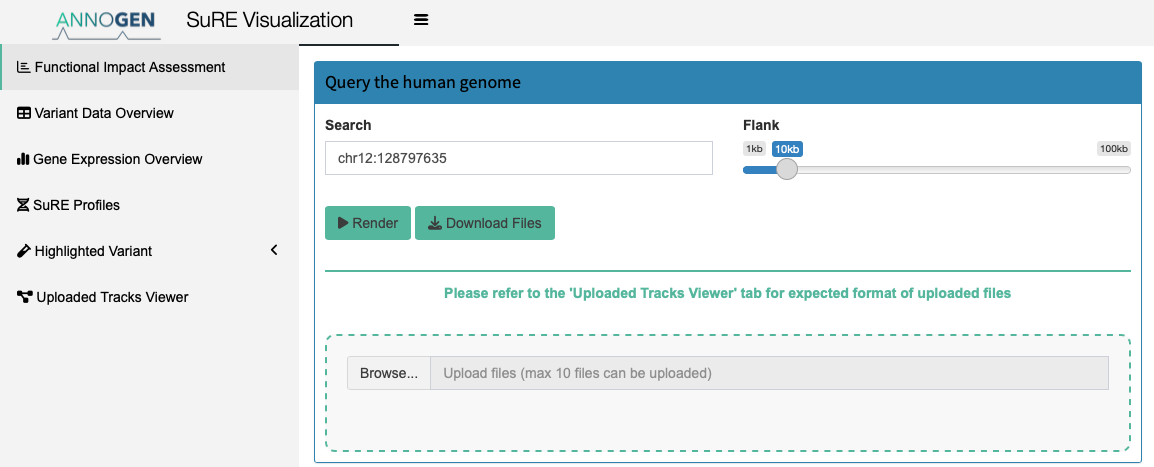 ANNOGEN
SuRE Visualization
Functional Impact Assessment
Variant Data Overview
Gene Expression Overview
SuRE Profiles
Highlighted Variant
Uploaded Tracks Viewer
Query the human genome
Search
chr12:128797635
Flank
1kb 10kb 100kb
Render Download Files
Please refer to the 'Uploaded Tracks Viewer' tab for expected format of uploaded files
Browse... Upload files (max 10 files can be uploaded)